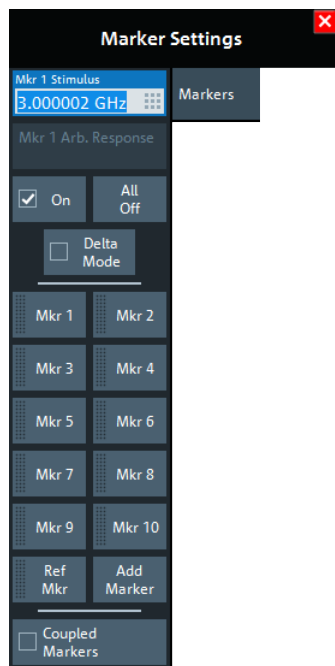 Marker Settings
Mkr 1 Stimulus
3.000002 GHz
Markers
Mkr 1 Arb. Response
On
All
Off
Delta
Mode
Mkr 1
Mkr 2
Mkr 3
Mkr 4
Mkr 5
Mkr 6
Mkr 7
Mkr 8
Mkr 9
Mkr 10
Ref
Mkr
Add
Marker
Coupled
Markers